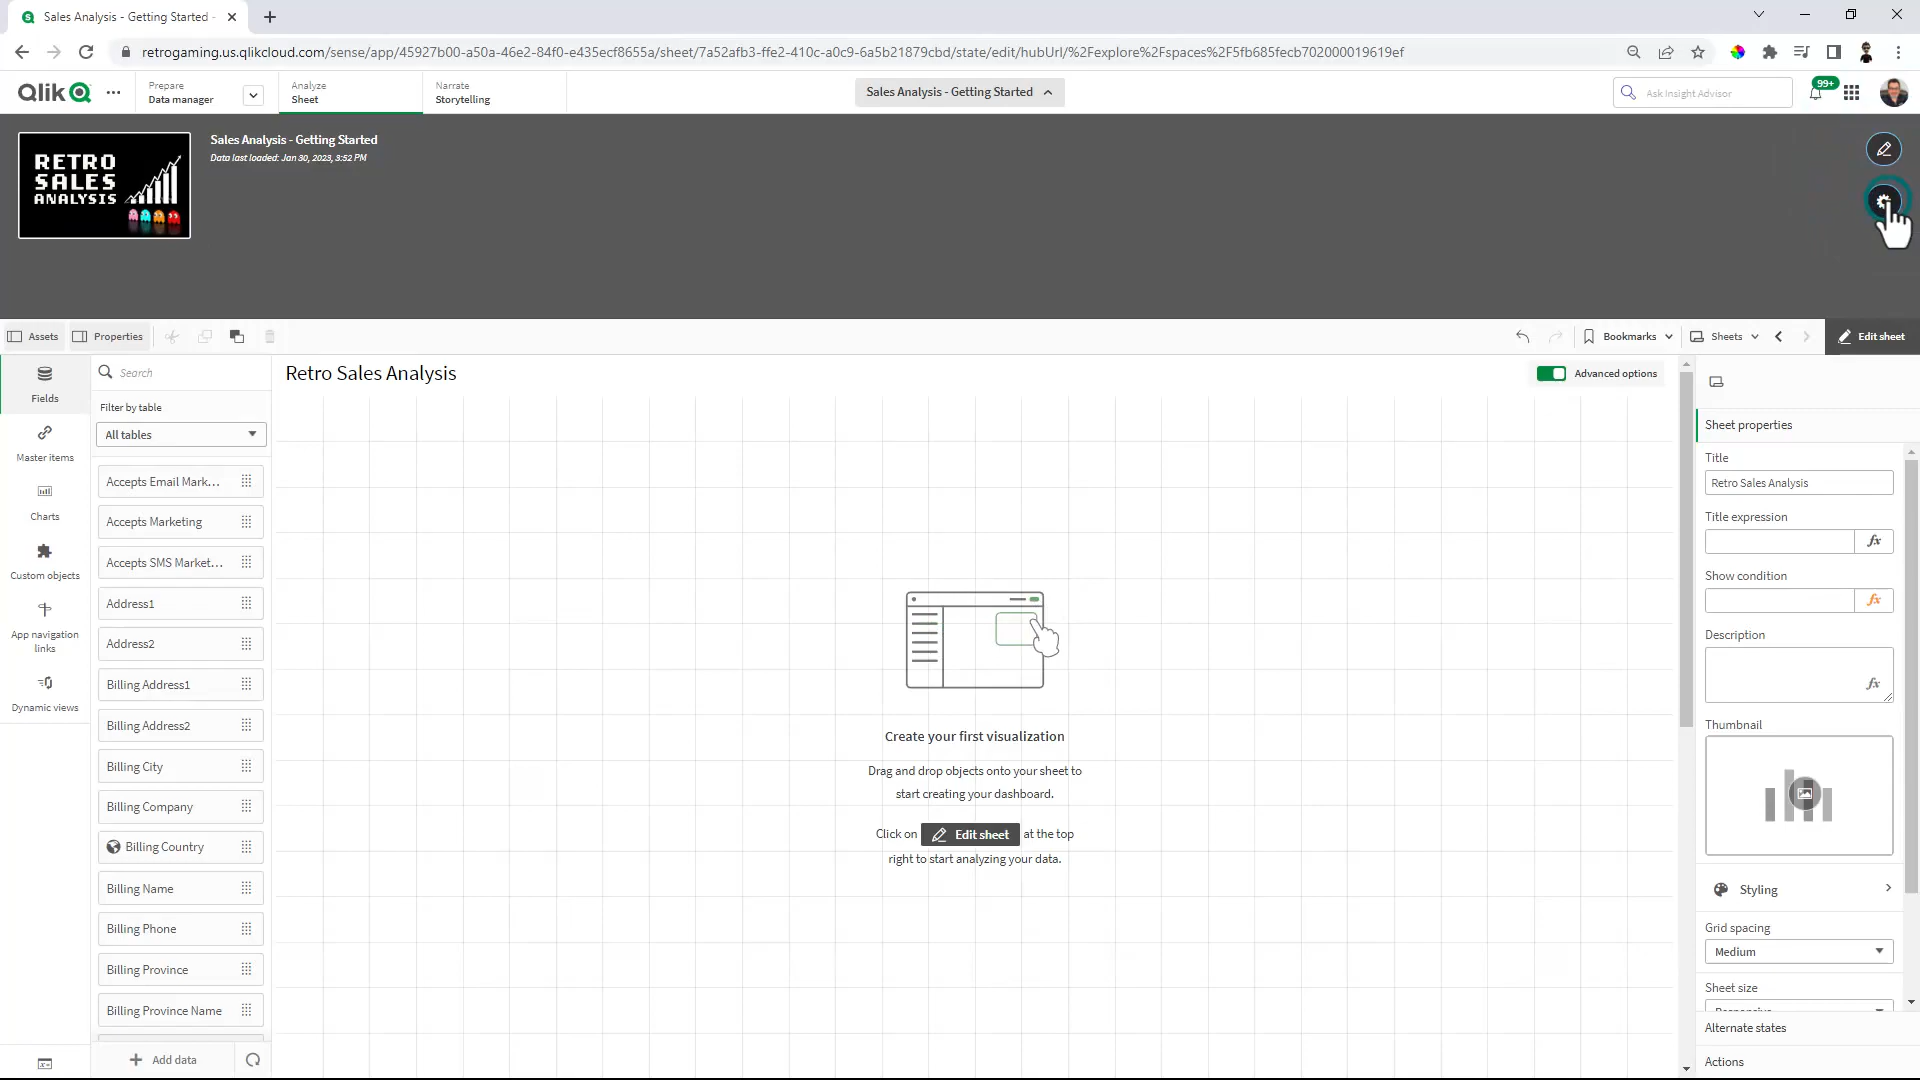 Sales Analysis - Getting Started -
retrogaming.us.qlikcloud.com/sense/app/45927b00-a50a-46e2-84f0-e435ecf8655a/sheet/7a52afb3-ffe2-410c-a0c9-6a5b21879cbd/state/edit/hubUrl/%2Fexplore%2Fspaces%2F5fb685fecb702000019619ef
Qlik
Prepare
Data manager
Analyze
Sheet
Narrate
Storytelling
Sales Analysis - Getting Started
Ask Insight Advisor
99+
RETRO
SALES
ANALYSIS
Sales Analysis - Getting Started
Data last loaded: Jan 30, 2023, 3:52 PM
Assets
Properties
Bookmarks
Sheets
Edit sheet
Fields
Master items
Charts
Custom objects
App navigation
links
Dynamic views
Search
Filter by table
All tables
Accepts Email Mark...
Accepts Marketing
Accepts SMS Market...
Address1
Address2
Billing Address1
Billing Address2
Billing City
Billing Company
Billing Country
Billing Name
Billing Phone
Billing Province
Billing Province Name
Add data
Retro Sales Analysis
Advanced options
Create your first visualization
Drag and drop objects onto your sheet to
start creating your dashboard.
Click on Edit sheet at the top
right to start analyzing your data.
Sheet properties
Title
Retro Sales Analysis
Title expression
fx
Show condition
fx
Description
fx
Thumbnail
Styling
Grid spacing
Medium
Sheet size
Responsive
Alternate states
Actions